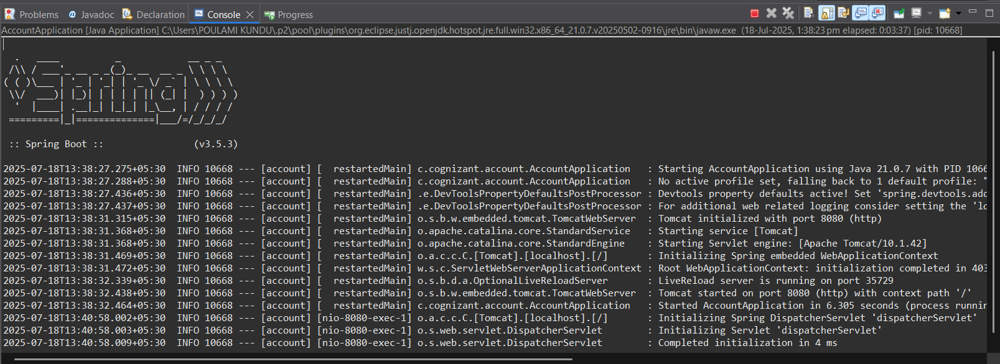 Problems @ Javadoc Declaration Console Progress
AccountApplication [Java Application] C:\Users\POULAMI KUNDU\.p2\pool\plugins\org.eclipse.justj.openjdk.hotspot.jre.full.win32.x86_64_21.0.7.v20250502-0916\jre\bin\javaw.exe (18-Jul-2025, 1:38:23 pm elapsed: 0:03:37) [pid: 10668]
  .   ____          _            __ _ _
 /\\ / ___'_ __ _ _(_)_ __  __ _ \ \ \ \
( ( )\___ | '_ | '_| | '_ \/ _` | \ \ \ \
 \\/  ___)| |_)| | | | | || (_| |  ) ) ) )
  '  |____| .__|_| |_|_| |_\__, | / / / /
 =========|_|==============|___/=/_/_/_/
 :: Spring Boot ::                (v3.5.3)
2025-07-18T13:38:27.275+05:30  INFO 10668 --- [account] [  restartedMain] c.cognizant.account.AccountApplication   : Starting AccountApplication using Java 21.0.7 with PID 1066
2025-07-18T13:38:27.288+05:30  INFO 10668 --- [account] [  restartedMain] c.cognizant.account.AccountApplication   : No active profile set, falling back to 1 default profile: "
2025-07-18T13:38:27.436+05:30  INFO 10668 --- [account] [  restartedMain] .e.DevToolsPropertyDefaultsPostProcessor : Devtools property defaults active! Set 'spring.devtools.add
2025-07-18T13:38:27.437+05:30  INFO 10668 --- [account] [  restartedMain] .e.DevToolsPropertyDefaultsPostProcessor : For additional web related logging consider setting the 'lo
2025-07-18T13:38:31.315+05:30  INFO 10668 --- [account] [  restartedMain] o.s.b.w.embedded.tomcat.TomcatWebServer  : Tomcat initialized with port 8080 (http)
2025-07-18T13:38:31.368+05:30  INFO 10668 --- [account] [  restartedMain] o.apache.catalina.core.StandardService   : Starting service [Tomcat]
2025-07-18T13:38:31.368+05:30  INFO 10668 --- [account] [  restartedMain] o.apache.catalina.core.StandardEngine    : Starting Servlet engine: [Apache Tomcat/10.1.42]
2025-07-18T13:38:31.469+05:30  INFO 10668 --- [account] [  restartedMain] o.a.c.c.C.[Tomcat].[localhost].[/]       : Initializing Spring embedded WebApplicationContext
2025-07-18T13:38:31.472+05:30  INFO 10668 --- [account] [  restartedMain] w.s.c.ServletWebServerApplicationContext : Root WebApplicationContext: initialization completed in 403
2025-07-18T13:38:32.339+05:30  INFO 10668 --- [account] [  restartedMain] o.s.b.d.a.OptionalLiveReloadServer       : LiveReload server is running on port 35729
2025-07-18T13:38:32.438+05:30  INFO 10668 --- [account] [  restartedMain] o.s.b.w.embedded.tomcat.TomcatWebServer  : Tomcat started on port 8080 (http) with context path '/'
2025-07-18T13:38:32.464+05:30  INFO 10668 --- [account] [  restartedMain] c.cognizant.account.AccountApplication   : Started AccountApplication in 6.305 seconds (process runnin
2025-07-18T13:40:58.002+05:30  INFO 10668 --- [account] [nio-8080-exec-1] o.a.c.c.C.[Tomcat].[localhost].[/]       : Initializing Spring DispatcherServlet 'dispatcherServlet'
2025-07-18T13:40:58.003+05:30  INFO 10668 --- [account] [nio-8080-exec-1] o.s.web.servlet.DispatcherServlet        : Initializing Servlet 'dispatcherServlet'
2025-07-18T13:40:58.009+05:30  INFO 10668 --- [account] [nio-8080-exec-1] o.s.web.servlet.DispatcherServlet        : Completed initialization in 4 ms